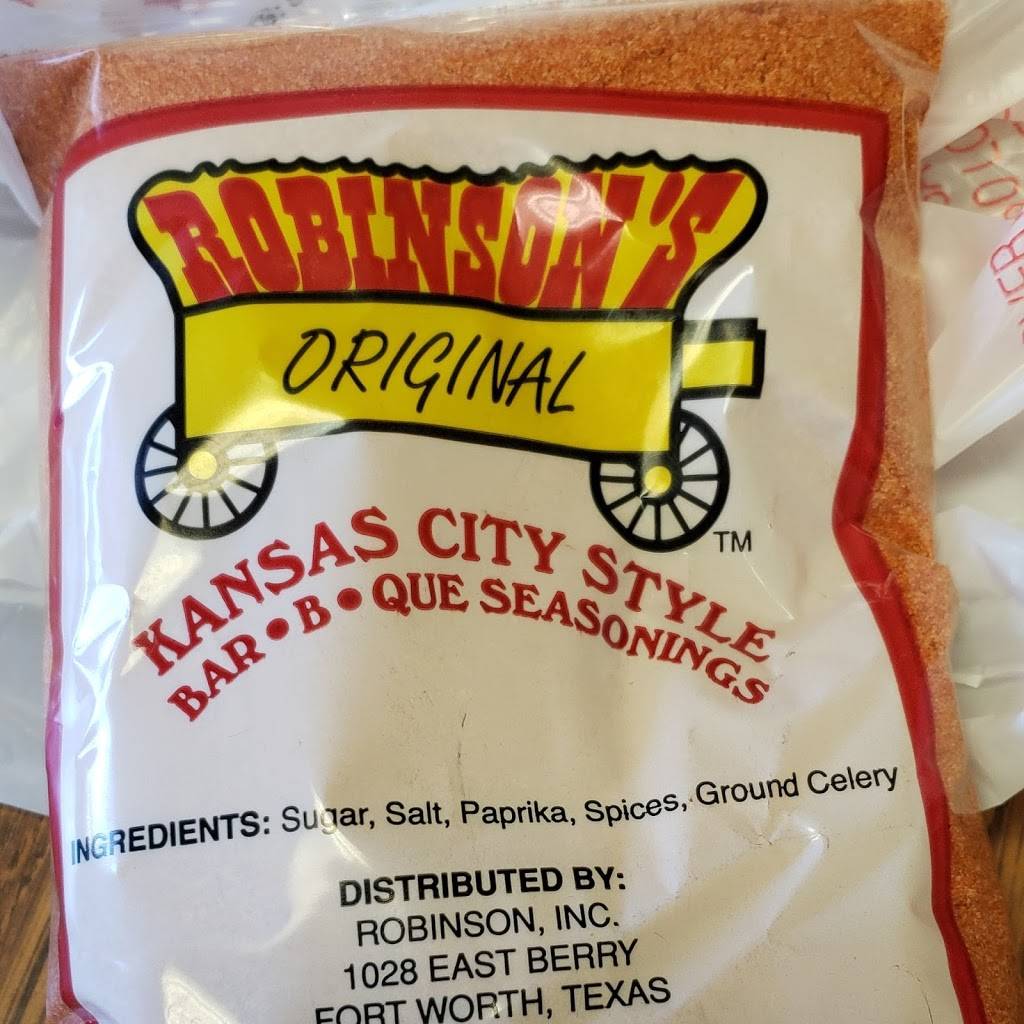 ROBINSON'S
ORIGINAL
TM
KANSAS CITY STYLE
BAR • B • QUE SEASONINGS
INGREDIENTS: Sugar, Salt, Paprika, Spices, Ground Celery
DISTRIBUTED BY:
ROBINSON, INC.
1028 EAST BERRY
FORT WORTH, TEXAS